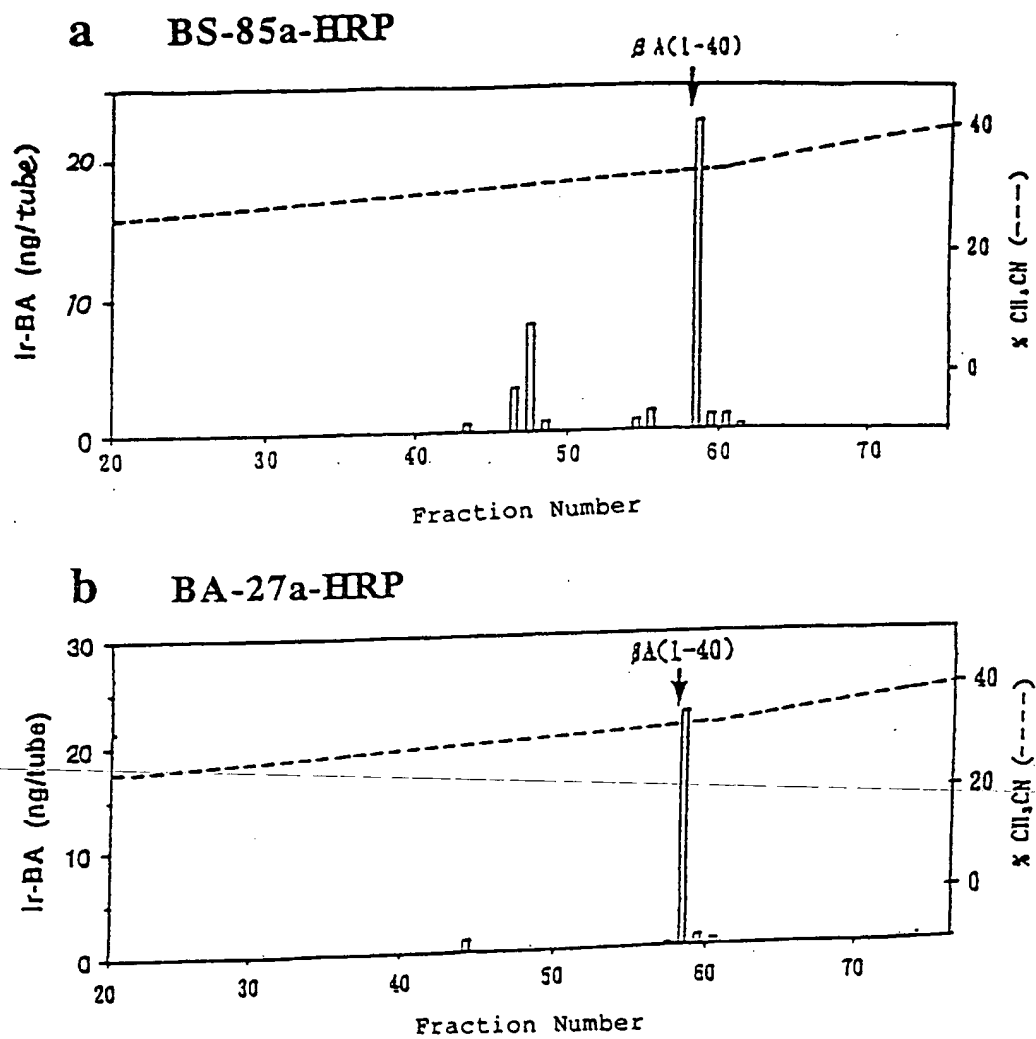 a BS-85a-HRP
β A(1-40)
Ir-BA (ng/tube)
20
10
0
40
20
0
% CH₃CN (----)
20 30 40 50 60 70
Fraction Number
b BA-27a-HRP
βA(1-40)
Ir-BA (ng/tube)
30
20
10
0
40
20
0
% CH₃CN (----)
20 30 40 50 60 70
Fraction Number